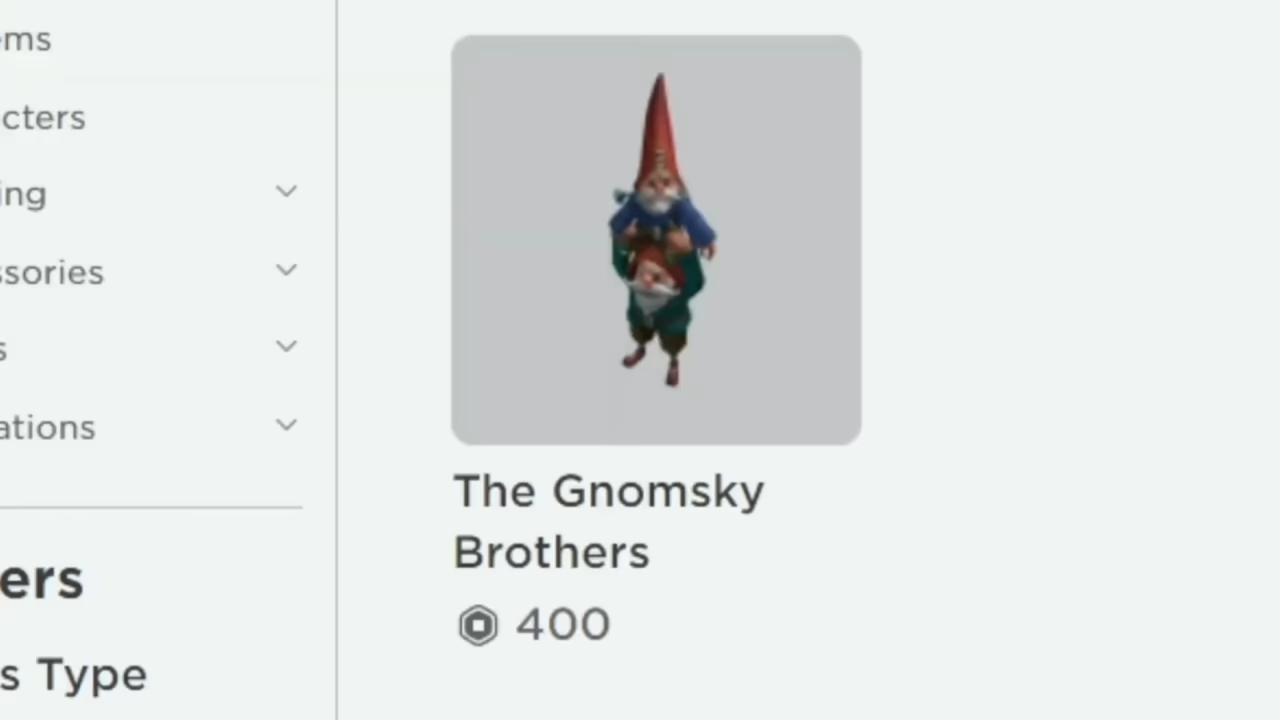 ems
cters
ing
ssories
s
ations
ers
s Type
The Gnomsky
Brothers
400